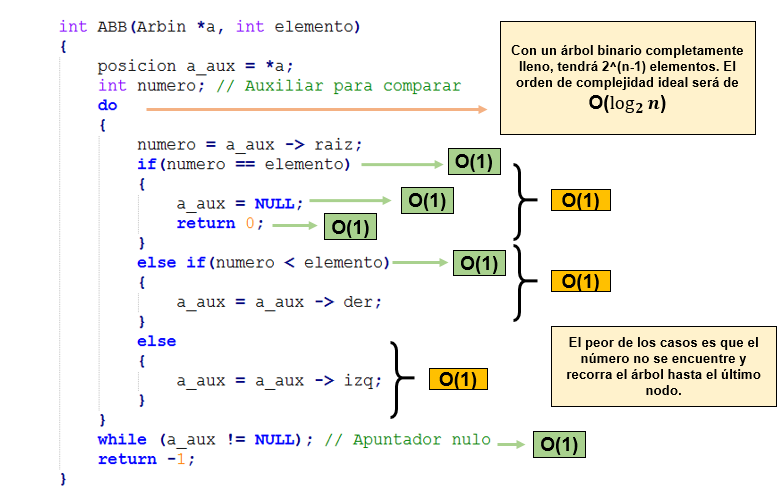 int ABB(Arbin *a, int elemento)
{
posicion a_aux = *a;
int numero; // Auxiliar para comparar
do
{
numero = a_aux -> raiz;
if(numero == elemento)
{
a_aux = NULL;
return 0;
}
else if(numero < elemento)
{
a_aux = a_aux -> der;
}
else
{
a_aux = a_aux -> izq;
}
}
while (a_aux != NULL); // Apuntador nulo
return -1;
}
Con un árbol binario completamente
lleno, tendrá 2^(n-1) elementos. El
orden de complejidad ideal será de
O(log₂ n)
O(1)
O(1)
O(1)
O(1)
O(1)
O(1)
O(1)
O(1)
El peor de los casos es que el
número no se encuentre y
recorra el árbol hasta el último
nodo.